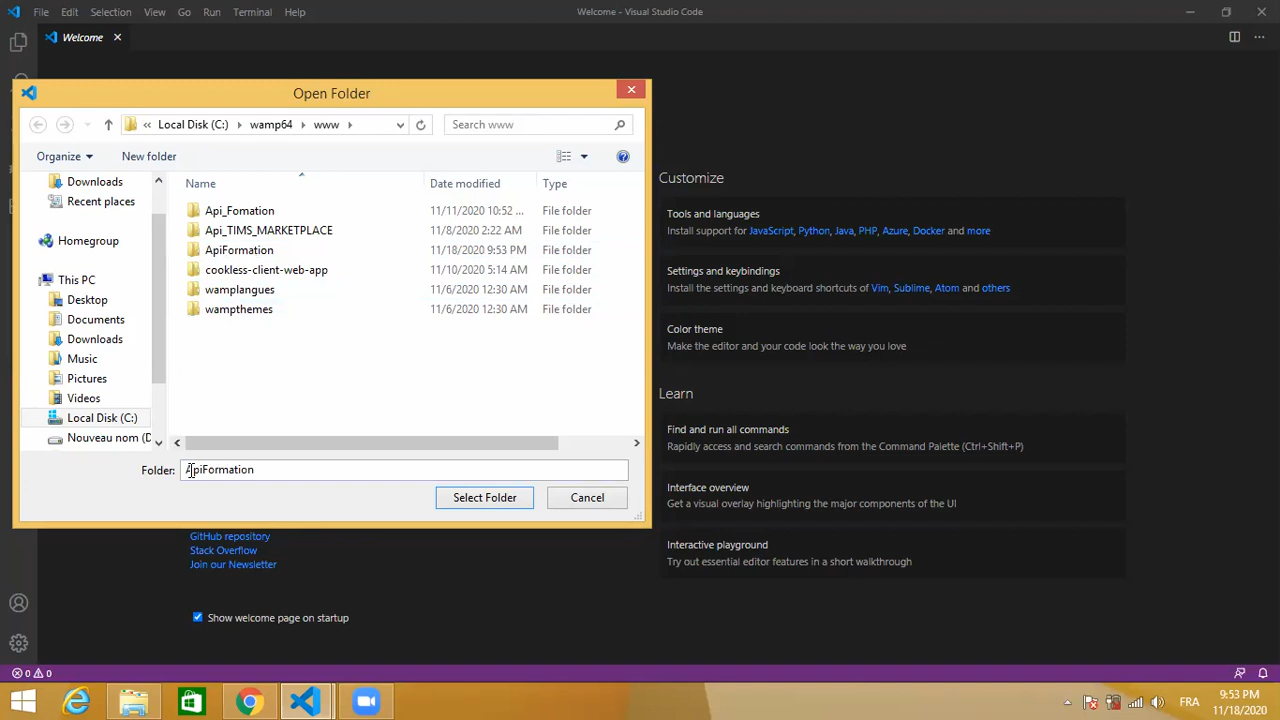 File Edit Selection View Go Run Terminal Help
Welcome - Visual Studio Code
Welcome
Open Folder
« Local Disk (C:) wamp64 www
Search www
Organize New folder
Downloads
Recent places
Homegroup
This PC
Desktop
Documents
Downloads
Music
Pictures
Videos
Local Disk (C:)
Nouveau nom (D
Name Date modified Type
Api_Fomation 11/11/2020 10:52 ... File folder
Api_TIMS_MARKETPLACE 11/8/2020 2:22 AM File folder
ApiFormation 11/18/2020 9:53 PM File folder
cookless-client-web-app 11/10/2020 5:14 AM File folder
wamplangues 11/6/2020 12:30 AM File folder
wampthemes 11/6/2020 12:30 AM File folder
Folder: ApiFormation
Select Folder Cancel
Customize
Tools and languages
Install support for JavaScript, Python, Java, PHP, Azure, Docker and more
Settings and keybindings
Install the settings and keyboard shortcuts of Vim, Sublime, Atom and others
Color theme
Make the editor and your code look the way you love
Learn
Find and run all commands
Rapidly access and search commands from the Command Palette (Ctrl+Shift+P)
Interface overview
Get a visual overlay highlighting the major components of the UI
Interactive playground
Try out essential editor features in a short walkthrough
GitHub repository
Stack Overflow
Join our Newsletter
Show welcome page on startup
0 0
FRA
9:53 PM
11/18/2020